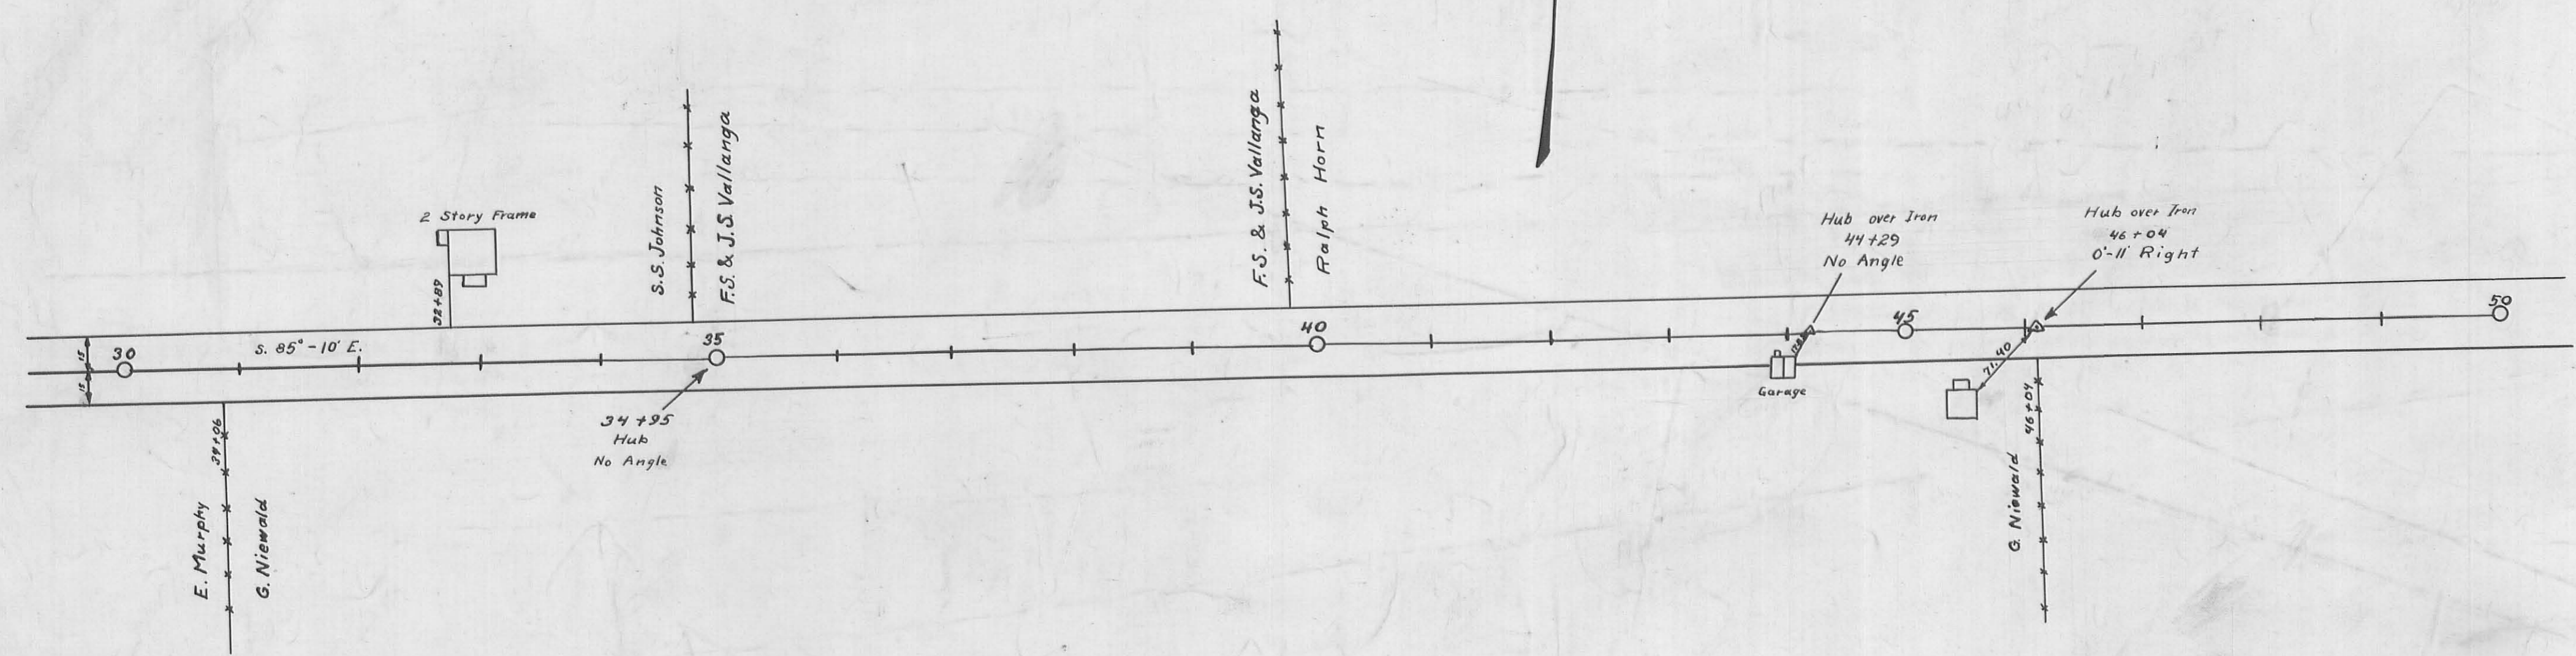 2 Story Frame
32+89
S.S. Johnson
F.S. & J.S. Vallanga
F.S. & J.S. Vallanga
Ralph Horn
Hub over Iron
44+29
No Angle
Hub over Iron
46+04
0'-11' Right
15
15
30
S. 85°-10' E.
35
40
45
50
34+95
Hub
No Angle
Garage
71.40
46+04
G. Niewald
E. Murphy
G. Niewald